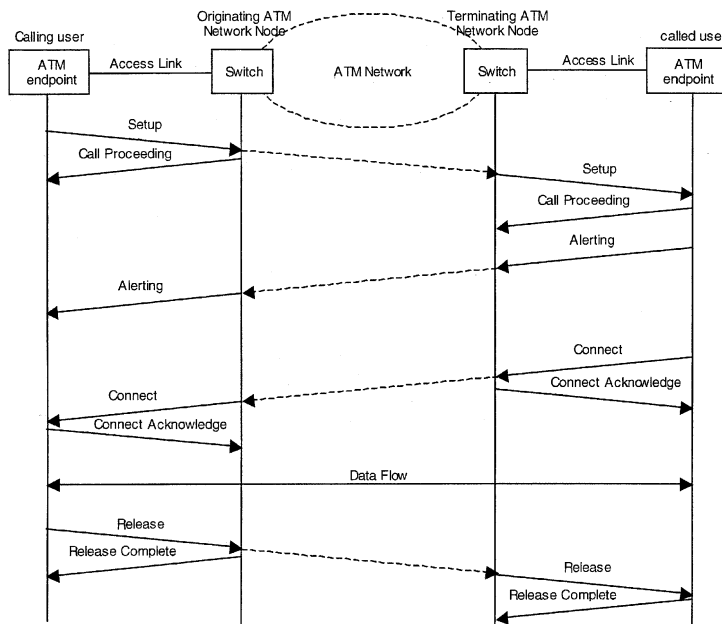 Originating ATM
Network Node
Terminating ATM
Network Node
Calling user
called use
ATM
endpoint
Access Link
Switch
ATM Network
Switch
Access Link
ATM
endpoint
Setup
Call Proceeding
Setup
Call Proceeding
Alerting
Alerting
Connect
Connect Acknowledge
Connect
Connect Acknowledge
Data Flow
Release
Release Complete
Release
Release Complete